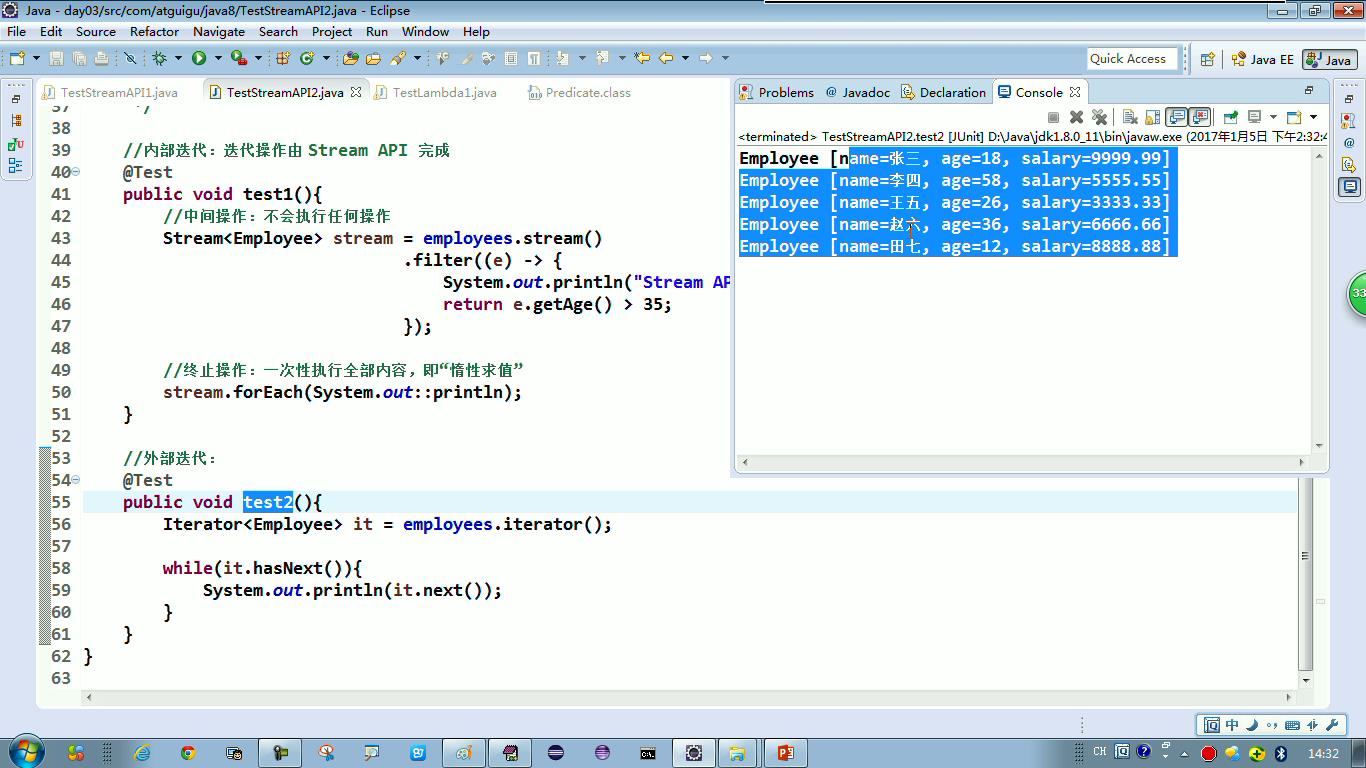 Java - day03/src/com/atguigu/java8/TestStreamAPI2.java - Eclipse
File Edit Source Refactor Navigate Search Project Run Window Help
Quick Access Java EE Java
TestStreamAPI1.java TestStreamAPI2.java TestLambda1.java Predicate.class
37 */
38
39 //内部迭代：迭代操作由 Stream API 完成
40 @Test
41 public void test1(){
42 //中间操作：不会执行任何操作
43 Stream<Employee> stream = employees.stream()
44 .filter((e) -> {
45 System.out.println("Stream AP
46 return e.getAge() > 35;
47 });
48
49 //终止操作：一次性执行全部内容，即“惰性求值”
50 stream.forEach(System.out::println);
51 }
52
53 //外部迭代：
54 @Test
55 public void test2(){
56 Iterator<Employee> it = employees.iterator();
57
58 while(it.hasNext()){
59 System.out.println(it.next());
60 }
61 }
62 }
63
Problems @ Javadoc Declaration Console
<terminated> TestStreamAPI2.test2 [JUnit] D:\Java\jdk1.8.0_11\bin\javaw.exe (2017年1月5日 下午2:32:4
Employee [name=张三, age=18, salary=9999.99]
Employee [name=李四, age=58, salary=5555.55]
Employee [name=王五, age=26, salary=3333.33]
Employee [name=赵六, age=36, salary=6666.66]
Employee [name=田七, age=12, salary=8888.88]
33
中
CH
14:32